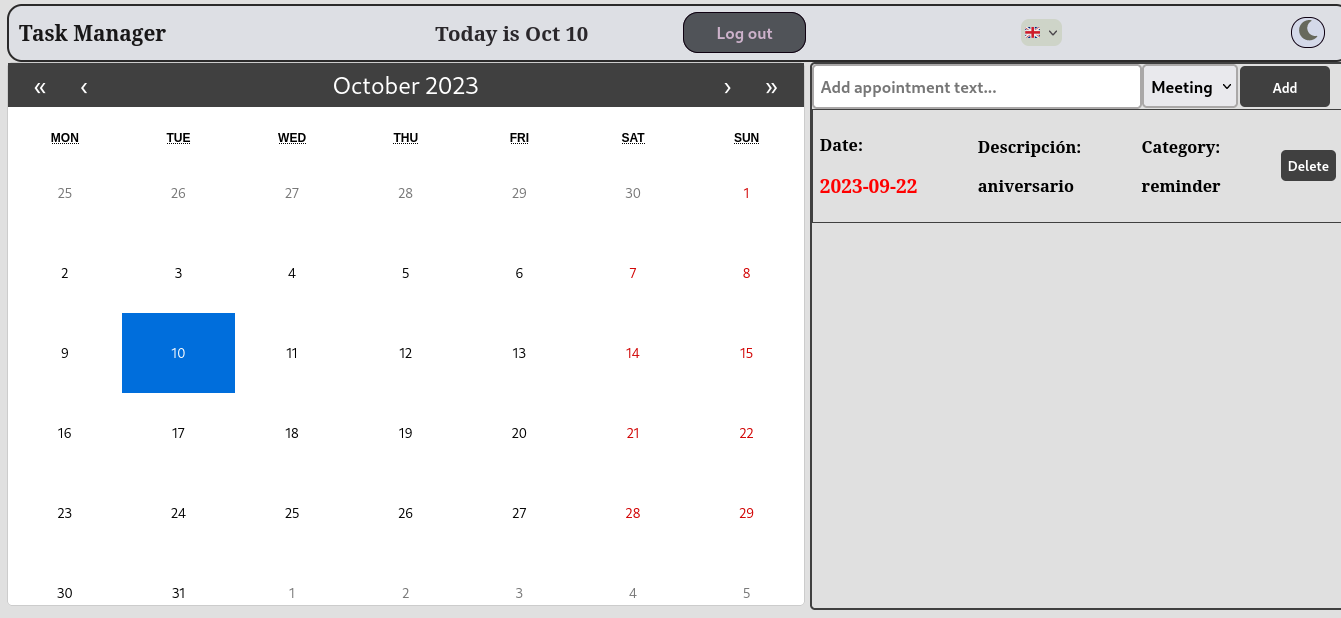 Task Manager
Today is Oct 10
Log out
« ‹ October 2023 › »
MON TUE WED THU FRI SAT SUN
25 26 27 28 29 30 1
2 3 4 5 6 7 8
9 10 11 12 13 14 15
16 17 18 19 20 21 22
23 24 25 26 27 28 29
30 31 1 2 3 4 5
Add appointment text...
Meeting
Add
Date: Descripción: Category:
2023-09-22 aniversario reminder
Delete